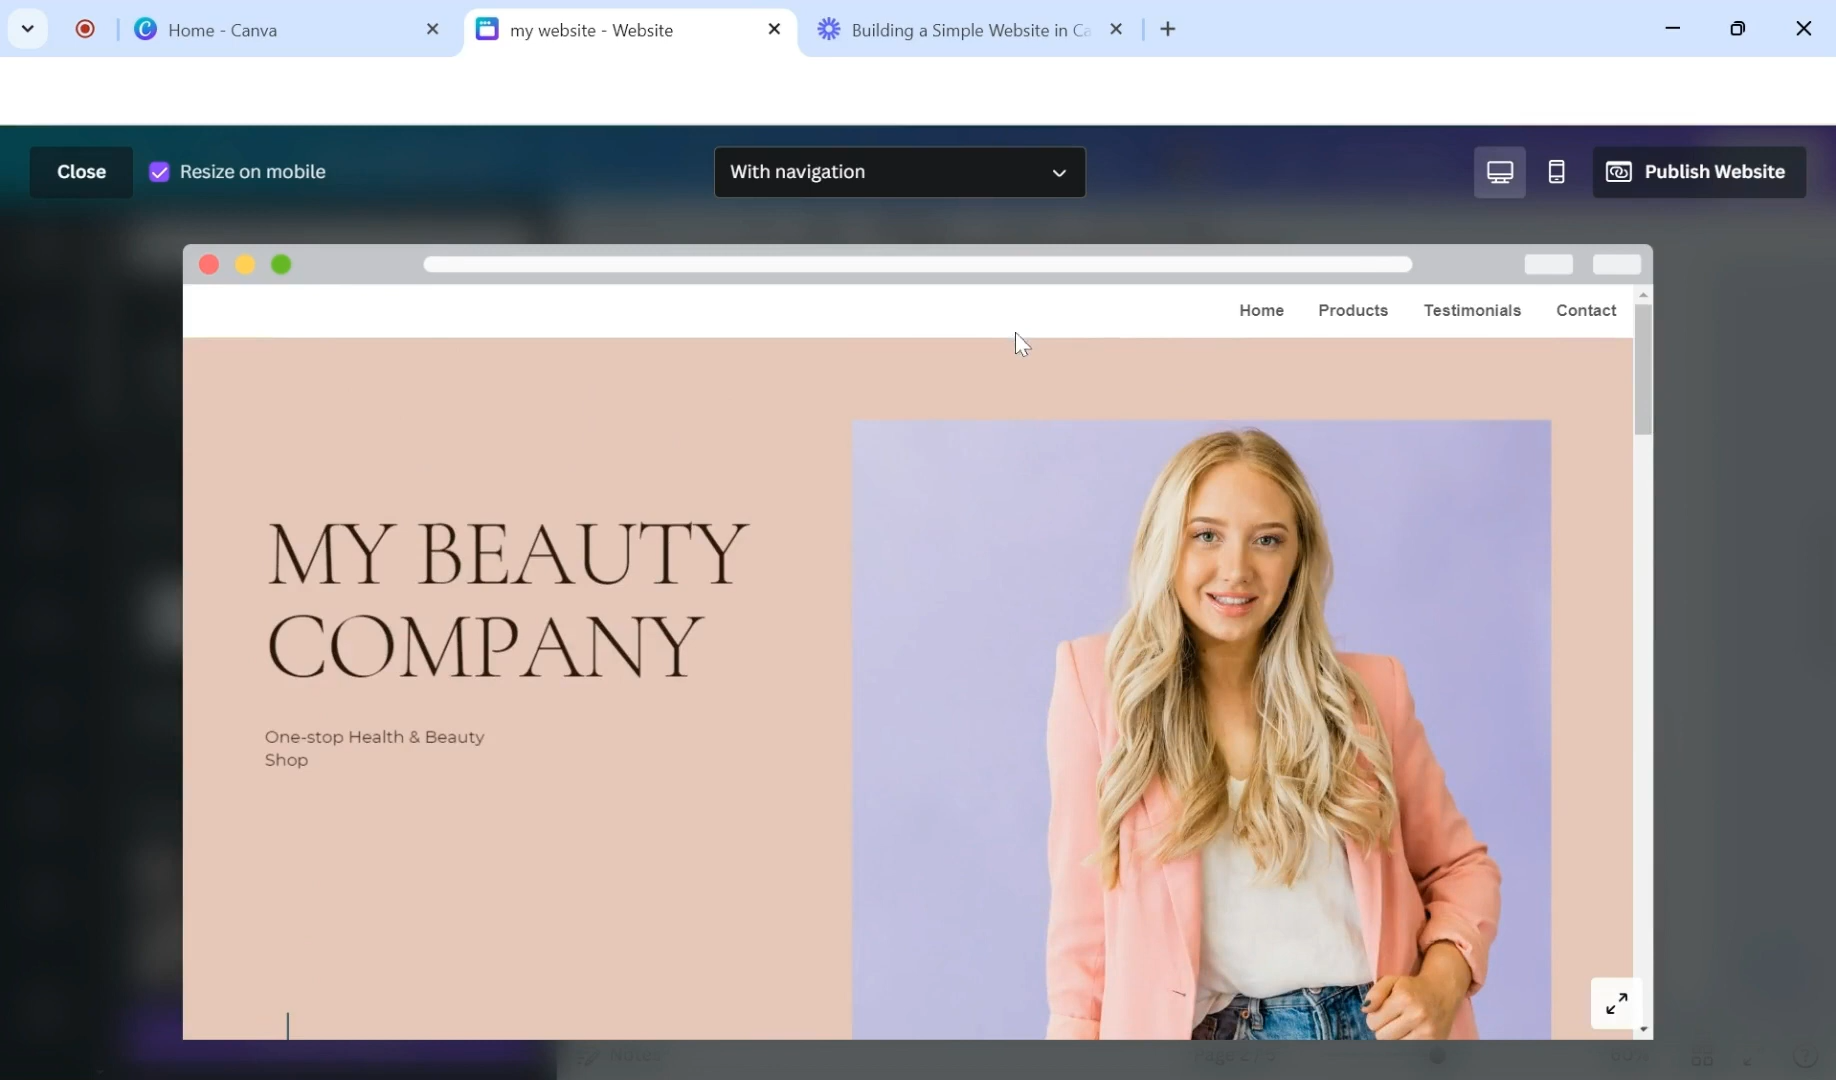 Home - Canva
my website - Website
Building a Simple Website in Ca
Close
Resize on mobile
With navigation
Publish Website
Home
Products
Testimonials
Contact
MY BEAUTY
COMPANY
One-stop Health & Beauty
Shop
Notes